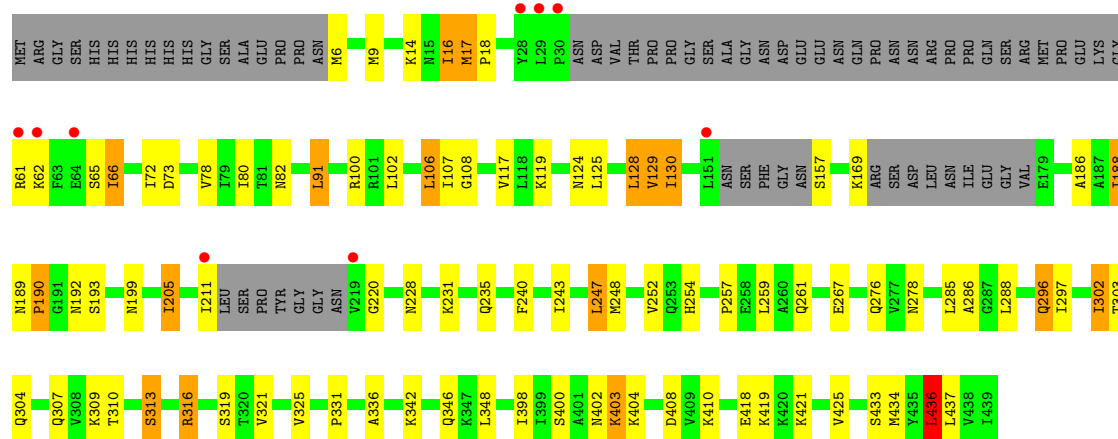 MET ARG GLY SER HIS HIS HIS HIS HIS HIS GLY SER ALA GLU PRO PRO ASN M6 M9 K14 N15 I16 M17 P18 Y28 L29 P30 ASN ASP VAL THR PRO PRO GLY SER ALA GLY ASN ASP GLU GLU ASN GLN PRO ASN ASN ARG PRO PRO GLN SER ARG MET PRO GLU LYS GLY
R61 K62 F63 E64 S65 I66 I72 D73 V78 I79 I80 T81 N82 L91 R100 R101 L102 L106 I107 G108 V117 L118 K119 N124 L125 L128 V129 I130 L151 ASN SER PHE GLY ASN S157 K169 ARG SER ASP LEU ASN ILE GLU GLY VAL E179 A186 A187 I188
N189 P190 G191 N192 S193 N199 I205 I211 LEU SER PRO TYR GLY GLY ASN V219 G220 N228 K231 Q235 F240 I243 L247 M248 V252 Q253 H254 P257 E258 L259 A260 Q261 E267 Q276 V277 N278 L285 A286 G287 L288 Q296 I297 I302 T303
Q304 Q307 V308 K309 T310 S313 R316 S319 T320 V321 V325 P331 A336 K342 Q346 K347 L348 I398 I399 S400 A401 N402 K403 K404 D408 V409 K410 E418 K419 K420 K421 V425 S433 M434 Y435 L436 L437 V438 I439